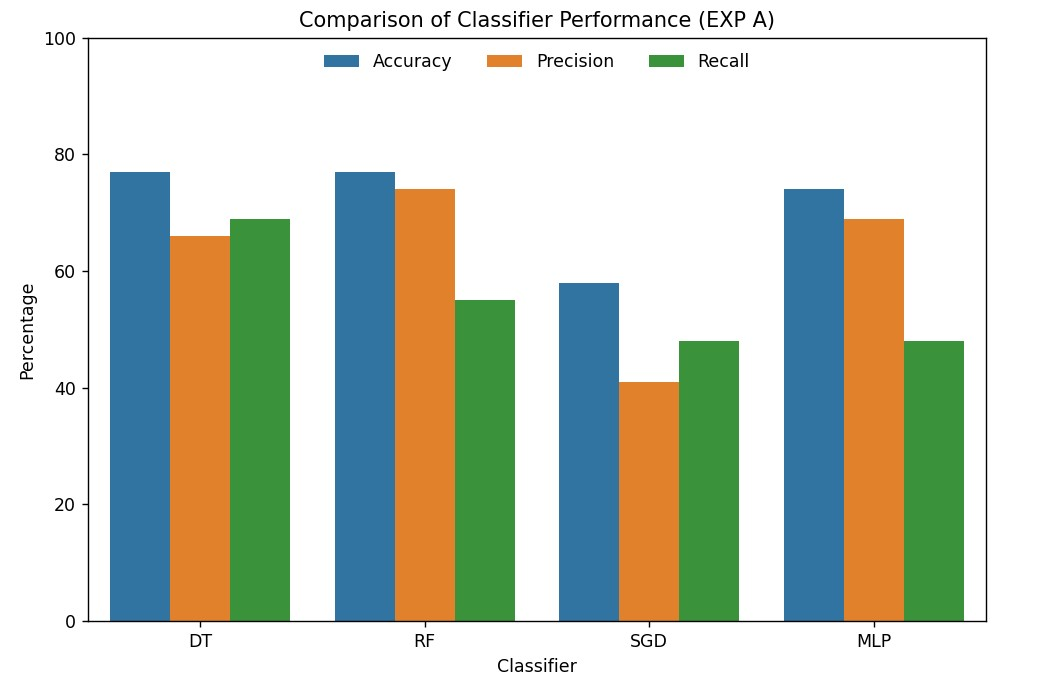 Comparison of Classifier Performance (EXP A)
Accuracy Precision Recall
100
80
60
40
20
0
Percentage
DT RF SGD MLP
Classifier